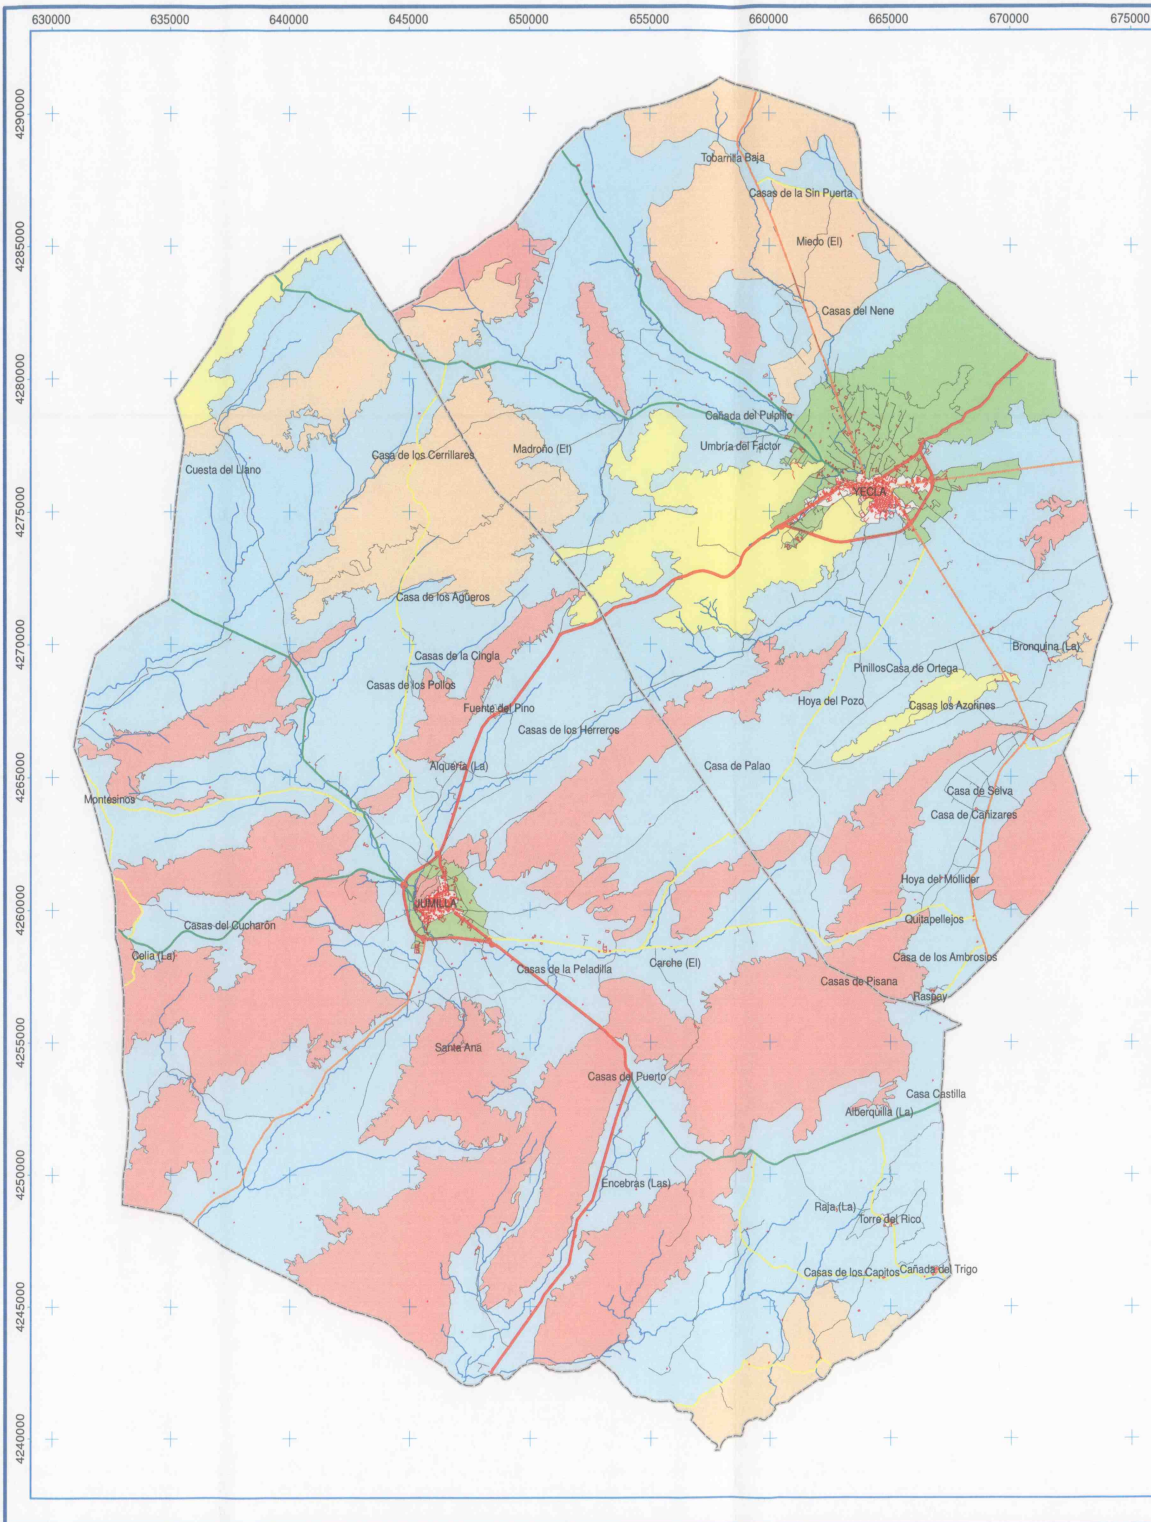 630000 635000 640000 645000 650000 655000 660000 665000 670000 675000
4290000
4285000
4280000
4275000
4270000
4265000
4260000
4255000
4250000
4245000
4240000
Tobarrilla Baja
Casas de la Sin Puerta
Miedo (El)
Casas del Nene
Cañada del Pulpillo
Umbría del Factor
Madroño (El)
Casa de los Cerrillares
Cuesta del Llano
YECLA
Casa de los Agüeros
Bronquina (La)
Casas de la Cingla
Pinillos
Casa de Ortega
Casas de los Pollos
Hoya del Pozo
Casas los Azorines
Fuente del Pino
Casas de los Herreros
Alquería (La)
Casa de Palao
Montesinos
Casa de Selva
Casa de Cañizares
Hoya del Mollidar
JUMILLA
Quitapellejos
Casas del Cucharón
Celia (La)
Casa de los Ambrosios
Carche (El)
Casas de la Peladilla
Casas de Pisana
Raspay
Santa Ana
Casas del Puerto
Casa Castilla
Alberquilla (La)
Encebras (Las)
Raja (La)
Torre del Rico
Casas de los Capitos
Cañada del Trigo